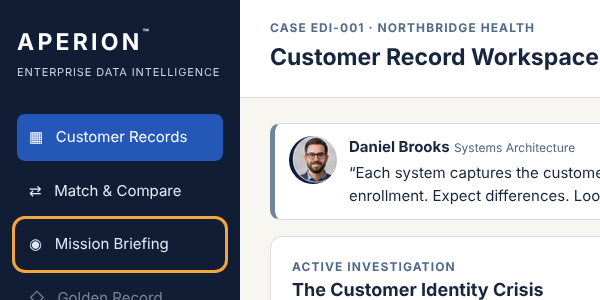 APERION™
ENTERPRISE DATA INTELLIGENCE
Customer Records
Match & Compare
Mission Briefing
Golden Record
CASE EDI-001 · NORTHBRIDGE HEALTH
Customer Record Workspace
Daniel Brooks Systems Architecture
“Each system captures the custome
enrollment. Expect differences. Loo
ACTIVE INVESTIGATION
The Customer Identity Crisis